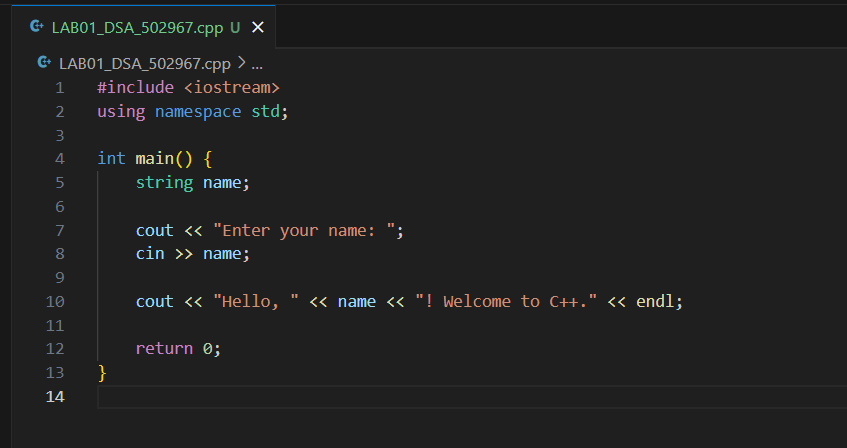 LAB01_DSA_502967.cpp U ×
LAB01_DSA_502967.cpp > ...
1 #include <iostream>
2 using namespace std;
3
4 int main() {
5     string name;
6
7     cout << "Enter your name: ";
8     cin >> name;
9
10     cout << "Hello, " << name << "! Welcome to C++." << endl;
11
12     return 0;
13 }
14